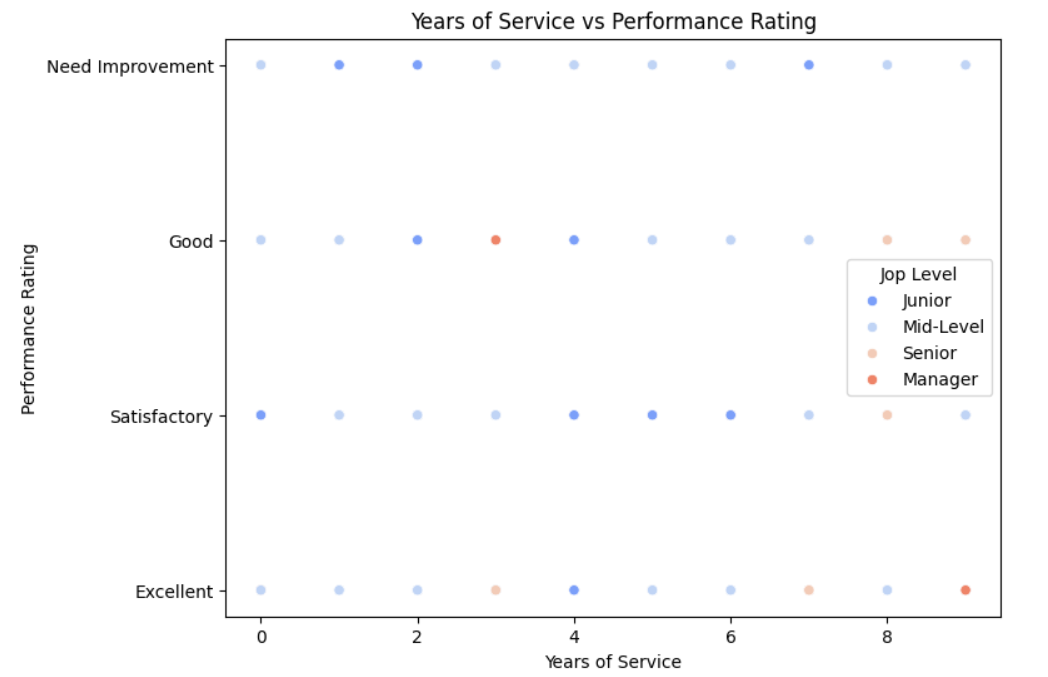 Years of Service vs Performance Rating
Need Improvement
Good
Satisfactory
Excellent
Performance Rating
Jop Level
Junior
Mid-Level
Senior
Manager
0 2 4 6 8
Years of Service